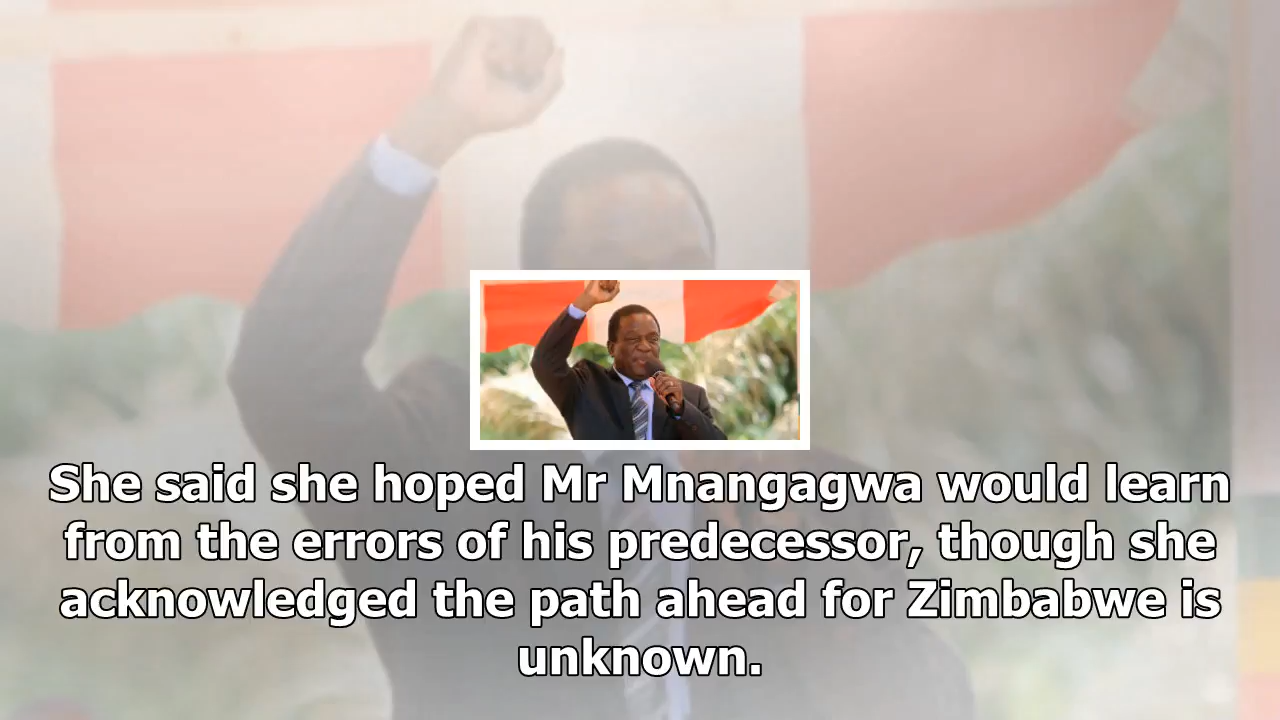 She said she hoped Mr Mnangagwa would learn
from the errors of his predecessor, though she
acknowledged the path ahead for Zimbabwe is
unknown.